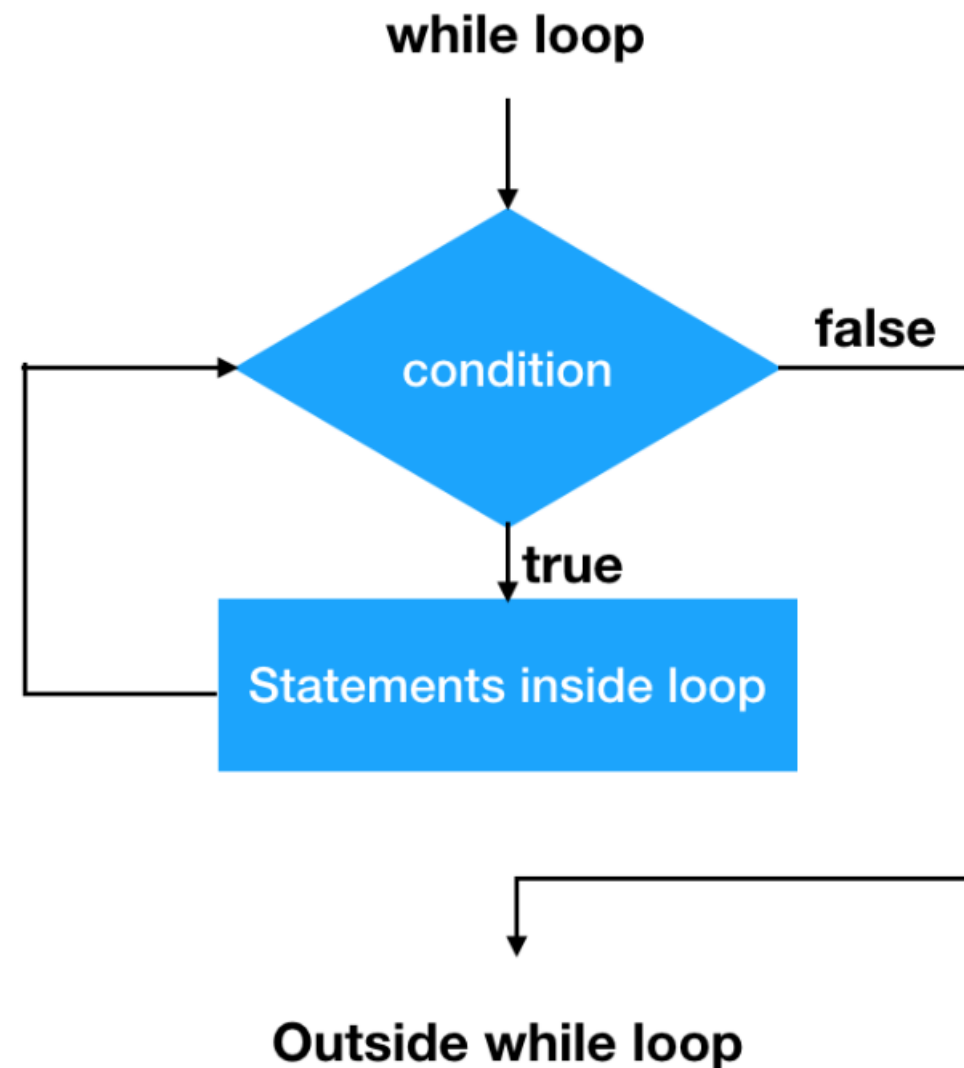 while loop
condition
false
true
Statements inside loop
Outside while loop